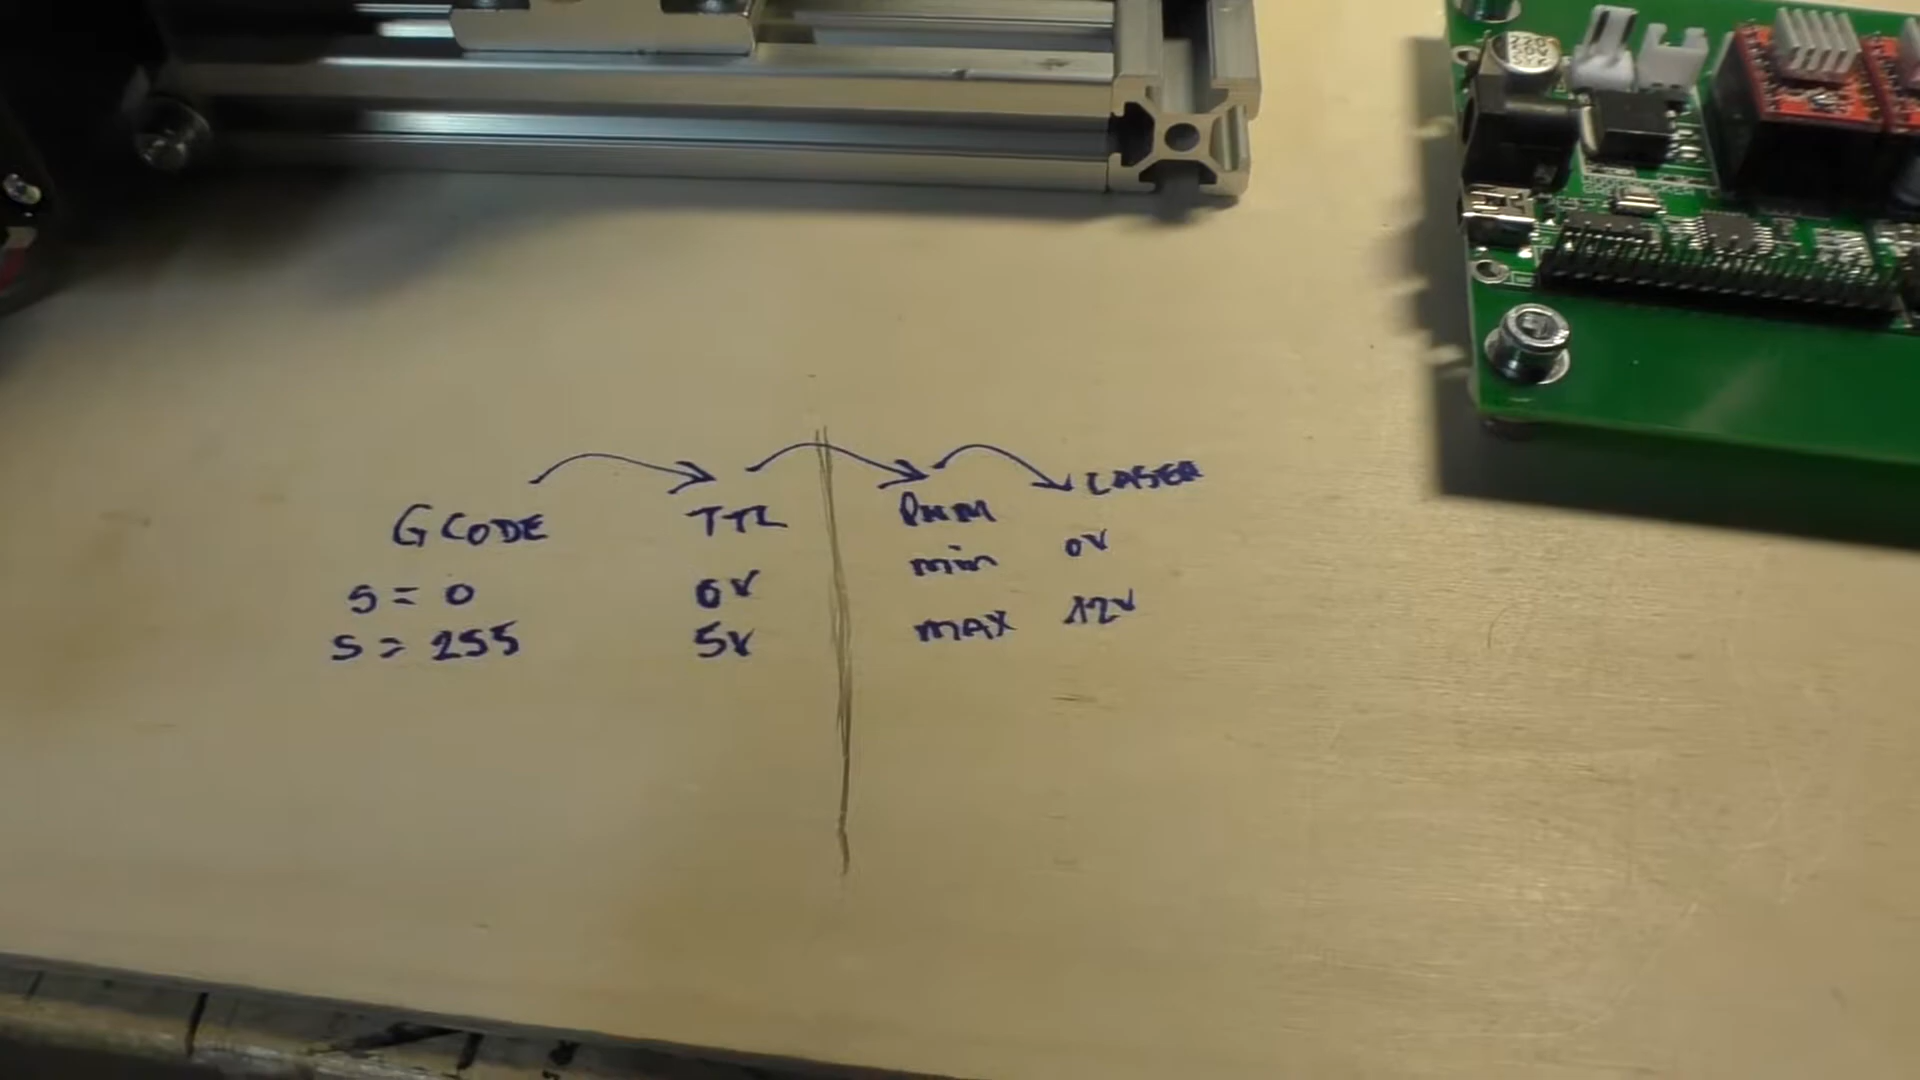 GCODE TTL PWM LASER
S = 0 0V min 0V
S = 255 5V MAX 12V